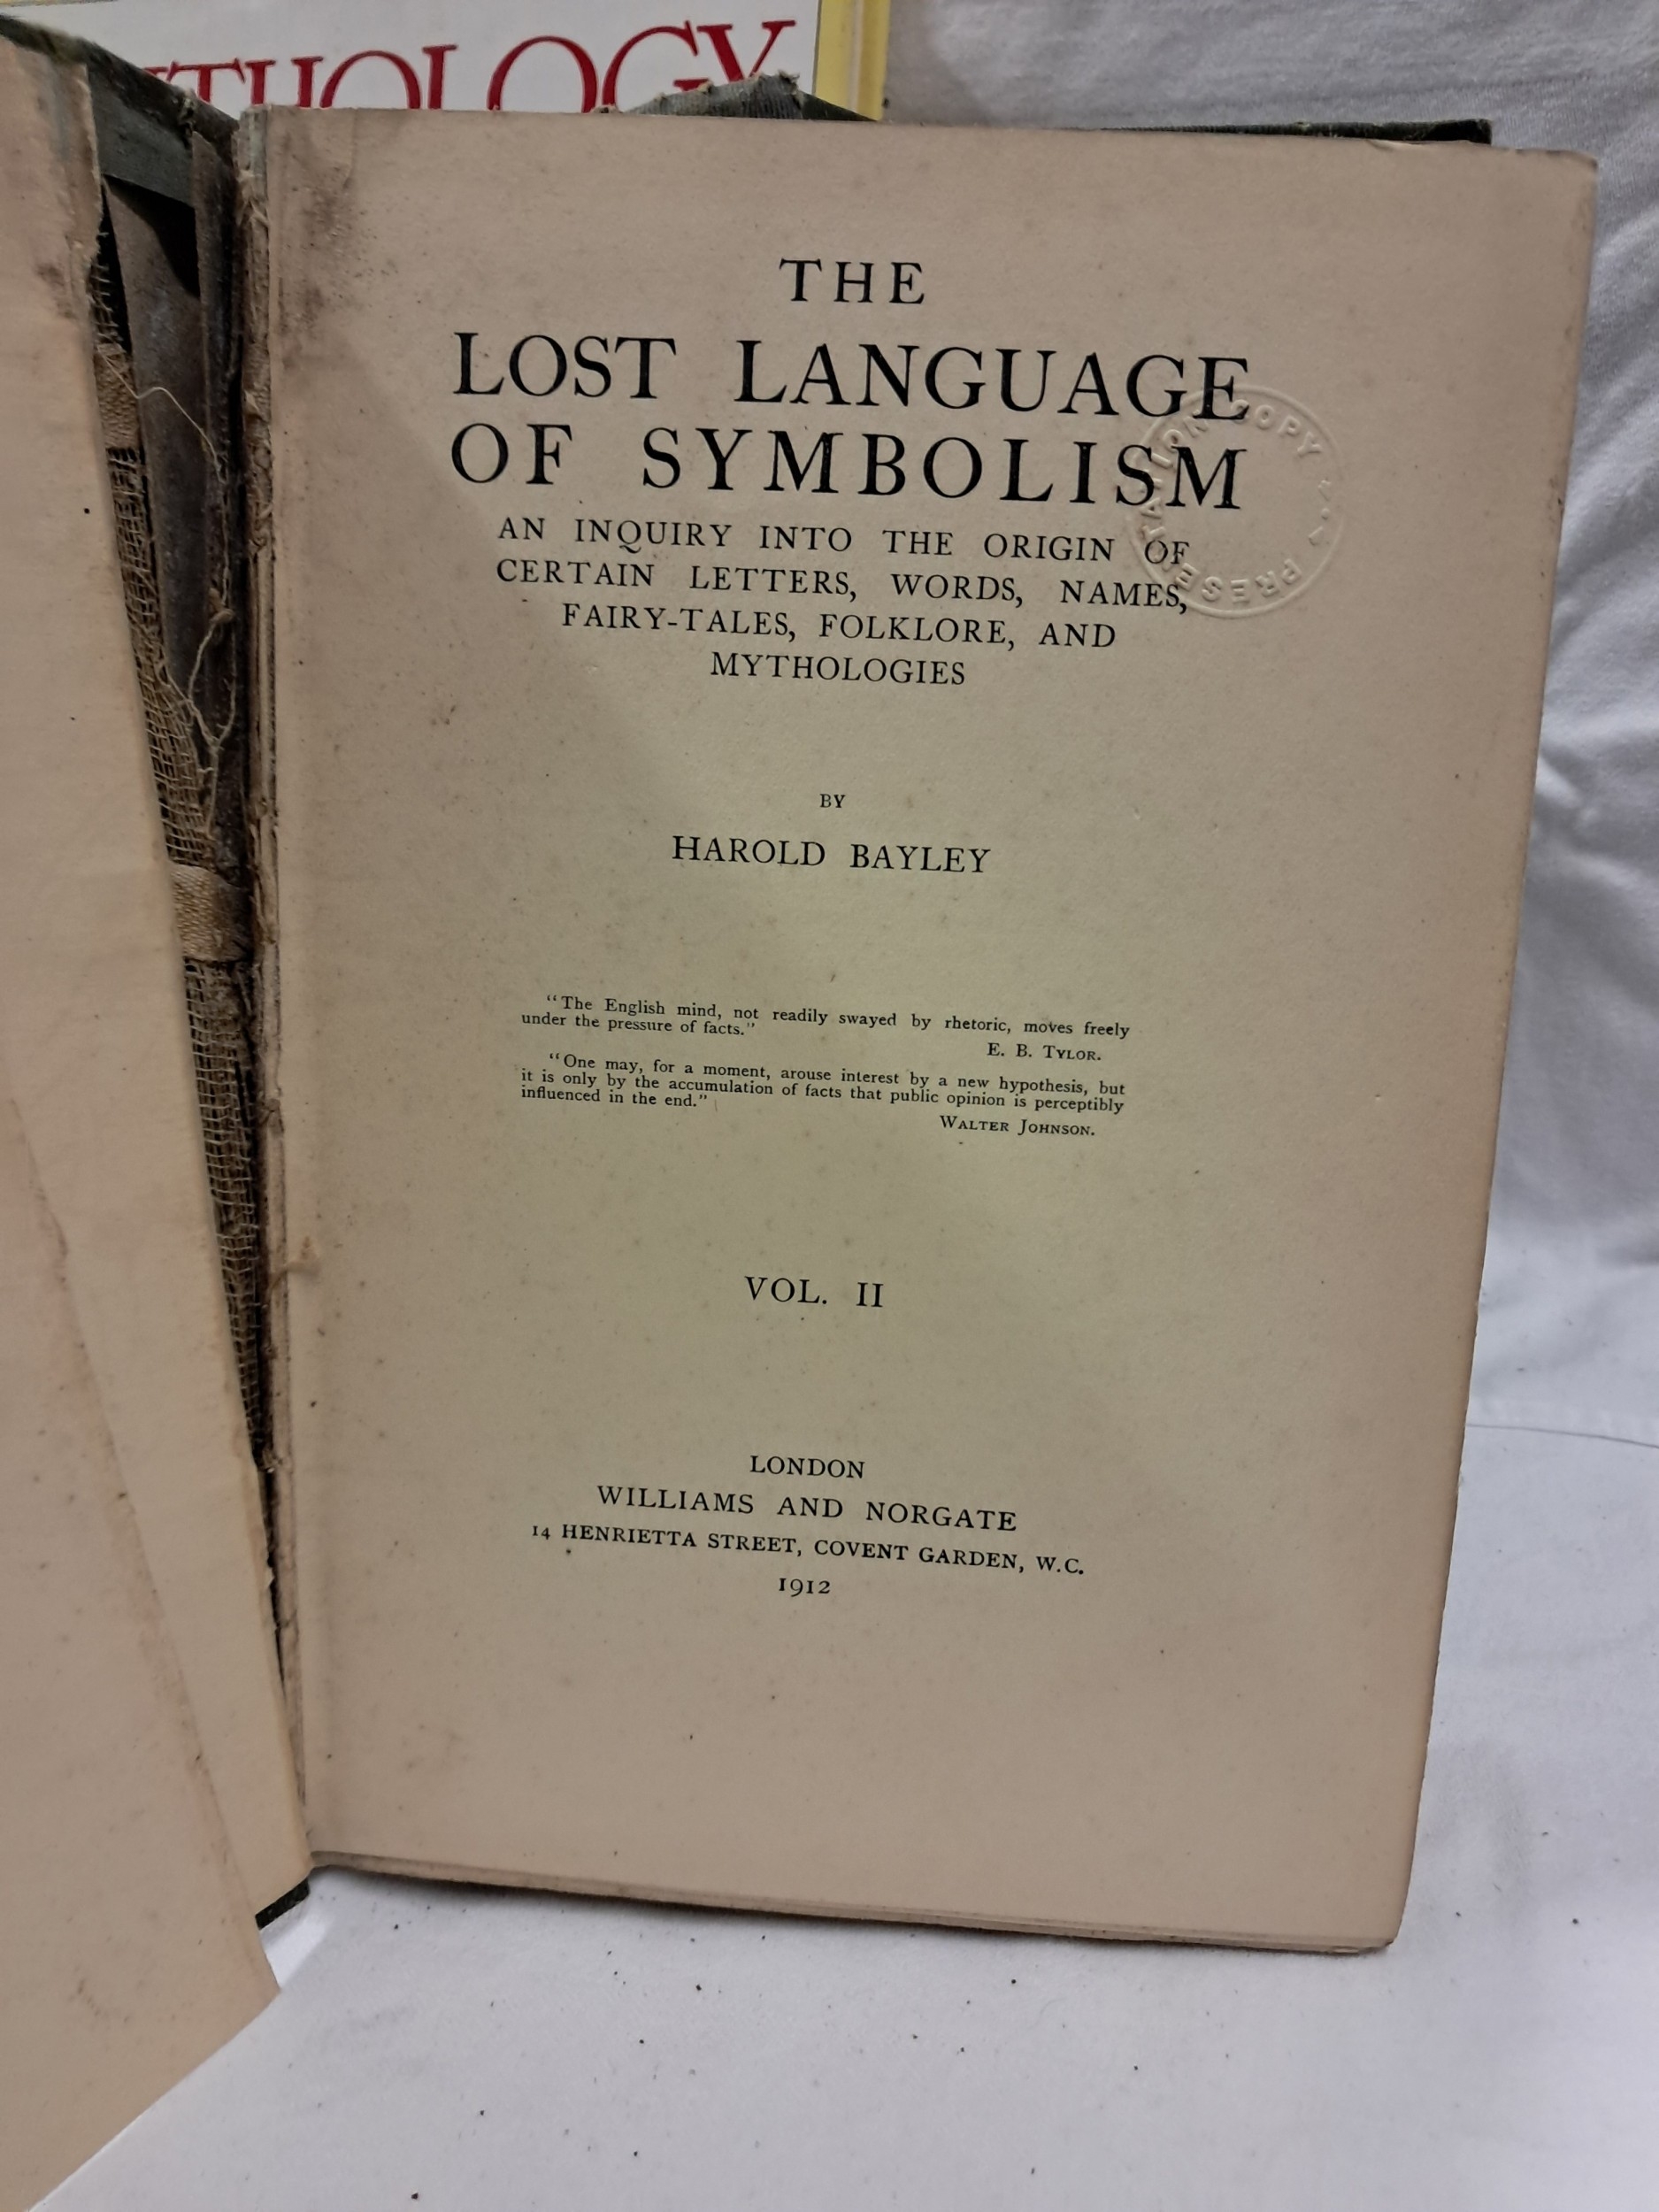 THOLOGY
THE
LOST LANGUAGE
OF SYMBOLISM
AN INQUIRY INTO THE ORIGIN OF
CERTAIN LETTERS, WORDS, NAMES,
FAIRY-TALES, FOLKLORE, AND
MYTHOLOGIES
PRESENTATION COPY
BY
HAROLD BAYLEY
“The English mind, not readily swayed by rhetoric, moves freely
under the pressure of facts.”
E. B. TYLOR.
“One may, for a moment, arouse interest by a new hypothesis, but
it is only by the accumulation of facts that public opinion is perceptibly
influenced in the end.”
WALTER JOHNSON.
VOL. II
LONDON
WILLIAMS AND NORGATE
14 HENRIETTA STREET, COVENT GARDEN, W.C.
1912